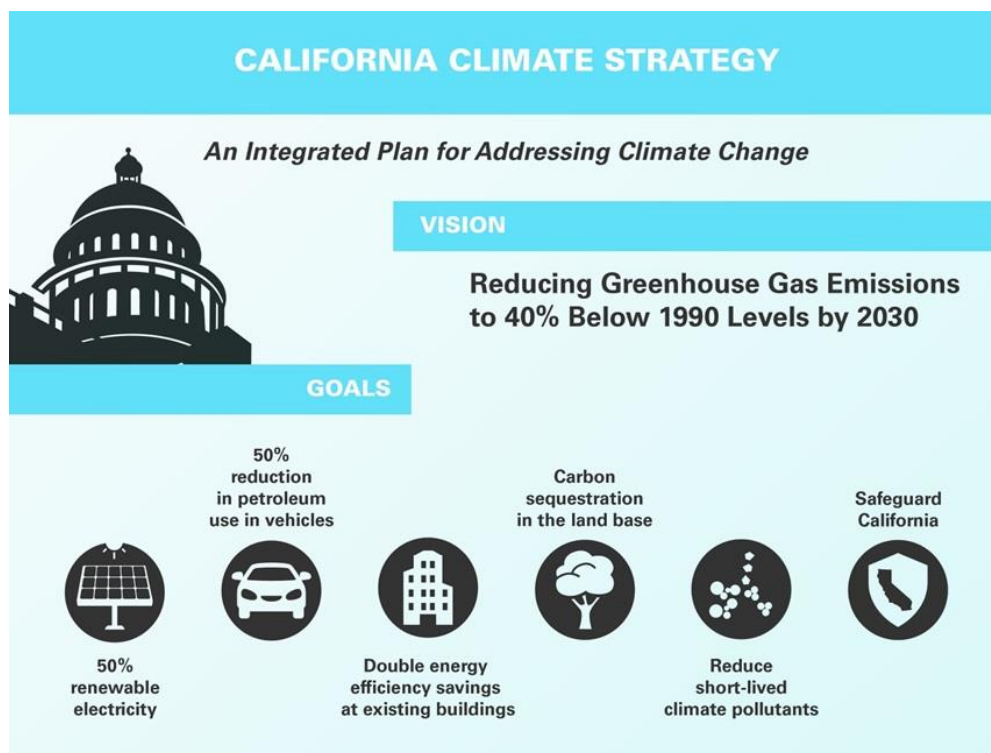 CALIFORNIA CLIMATE STRATEGY
An Integrated Plan for Addressing Climate Change
VISION
Reducing Greenhouse Gas Emissions
to 40% Below 1990 Levels by 2030
GOALS
50%
renewable
electricity
50%
reduction
in petroleum
use in vehicles
Double energy
efficiency savings
at existing buildings
Carbon
sequestration
in the land base
Reduce
short-lived
climate pollutants
Safeguard
California